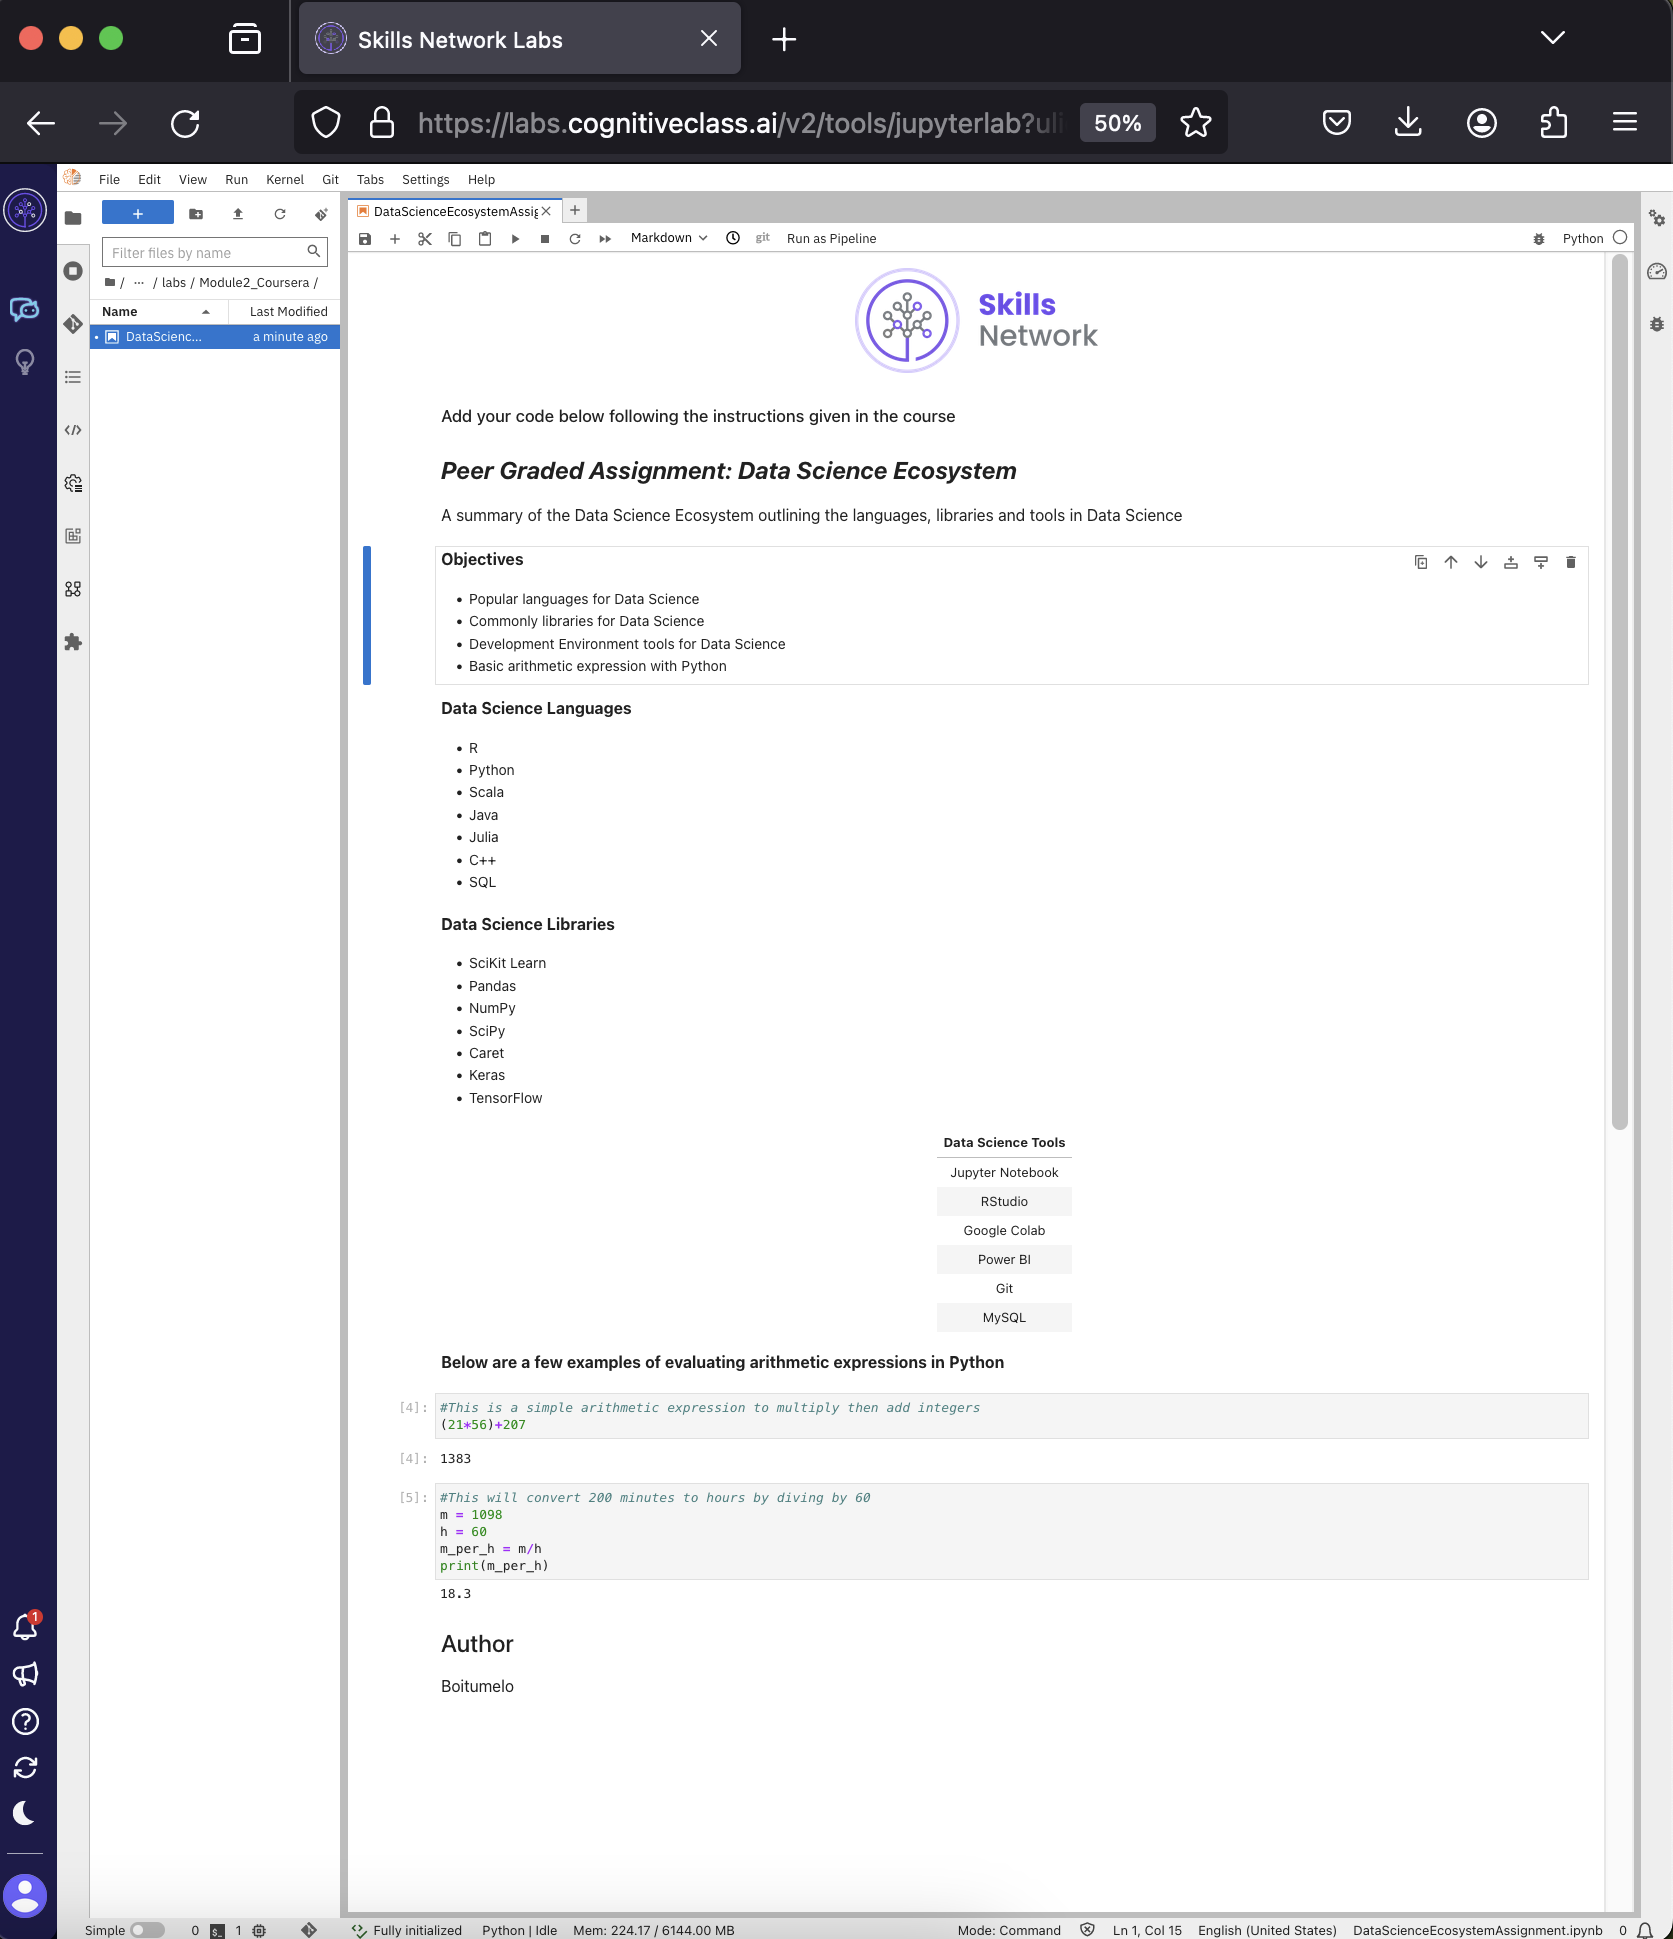 Skills Network Labs
https://labs.cognitiveclass.ai/v2/tools/jupyterlab?uli
50%
File Edit View Run Kernel Git Tabs Settings Help
DataScienceEcosystemAssig
Filter files by name
Markdown git Run as Pipeline Python
/ ... / labs / Module2_Coursera /
Name Last Modified
DataScienc... a minute ago
Skills
Network
Add your code below following the instructions given in the course
Peer Graded Assignment: Data Science Ecosystem
A summary of the Data Science Ecosystem outlining the languages, libraries and tools in Data Science
Objectives
• Popular languages for Data Science
• Commonly libraries for Data Science
• Development Environment tools for Data Science
• Basic arithmetic expression with Python
Data Science Languages
• R
• Python
• Scala
• Java
• Julia
• C++
• SQL
Data Science Libraries
• SciKit Learn
• Pandas
• NumPy
• SciPy
• Caret
• Keras
• TensorFlow
Data Science Tools
Jupyter Notebook
RStudio
Google Colab
Power BI
Git
MySQL
Below are a few examples of evaluating arithmetic expressions in Python
[4]: #This is a simple arithmetic expression to multiply then add integers
(21*56)+207
[4]: 1383
[5]: #This will convert 200 minutes to hours by diving by 60
m = 1098
h = 60
m_per_h = m/h
print(m_per_h)
18.3
Author
Boitumelo
1
Simple 0 $_ 1 Fully initialized Python | Idle Mem: 224.17 / 6144.00 MB Mode: Command Ln 1, Col 15 English (United States) DataScienceEcosystemAssignment.ipynb 0